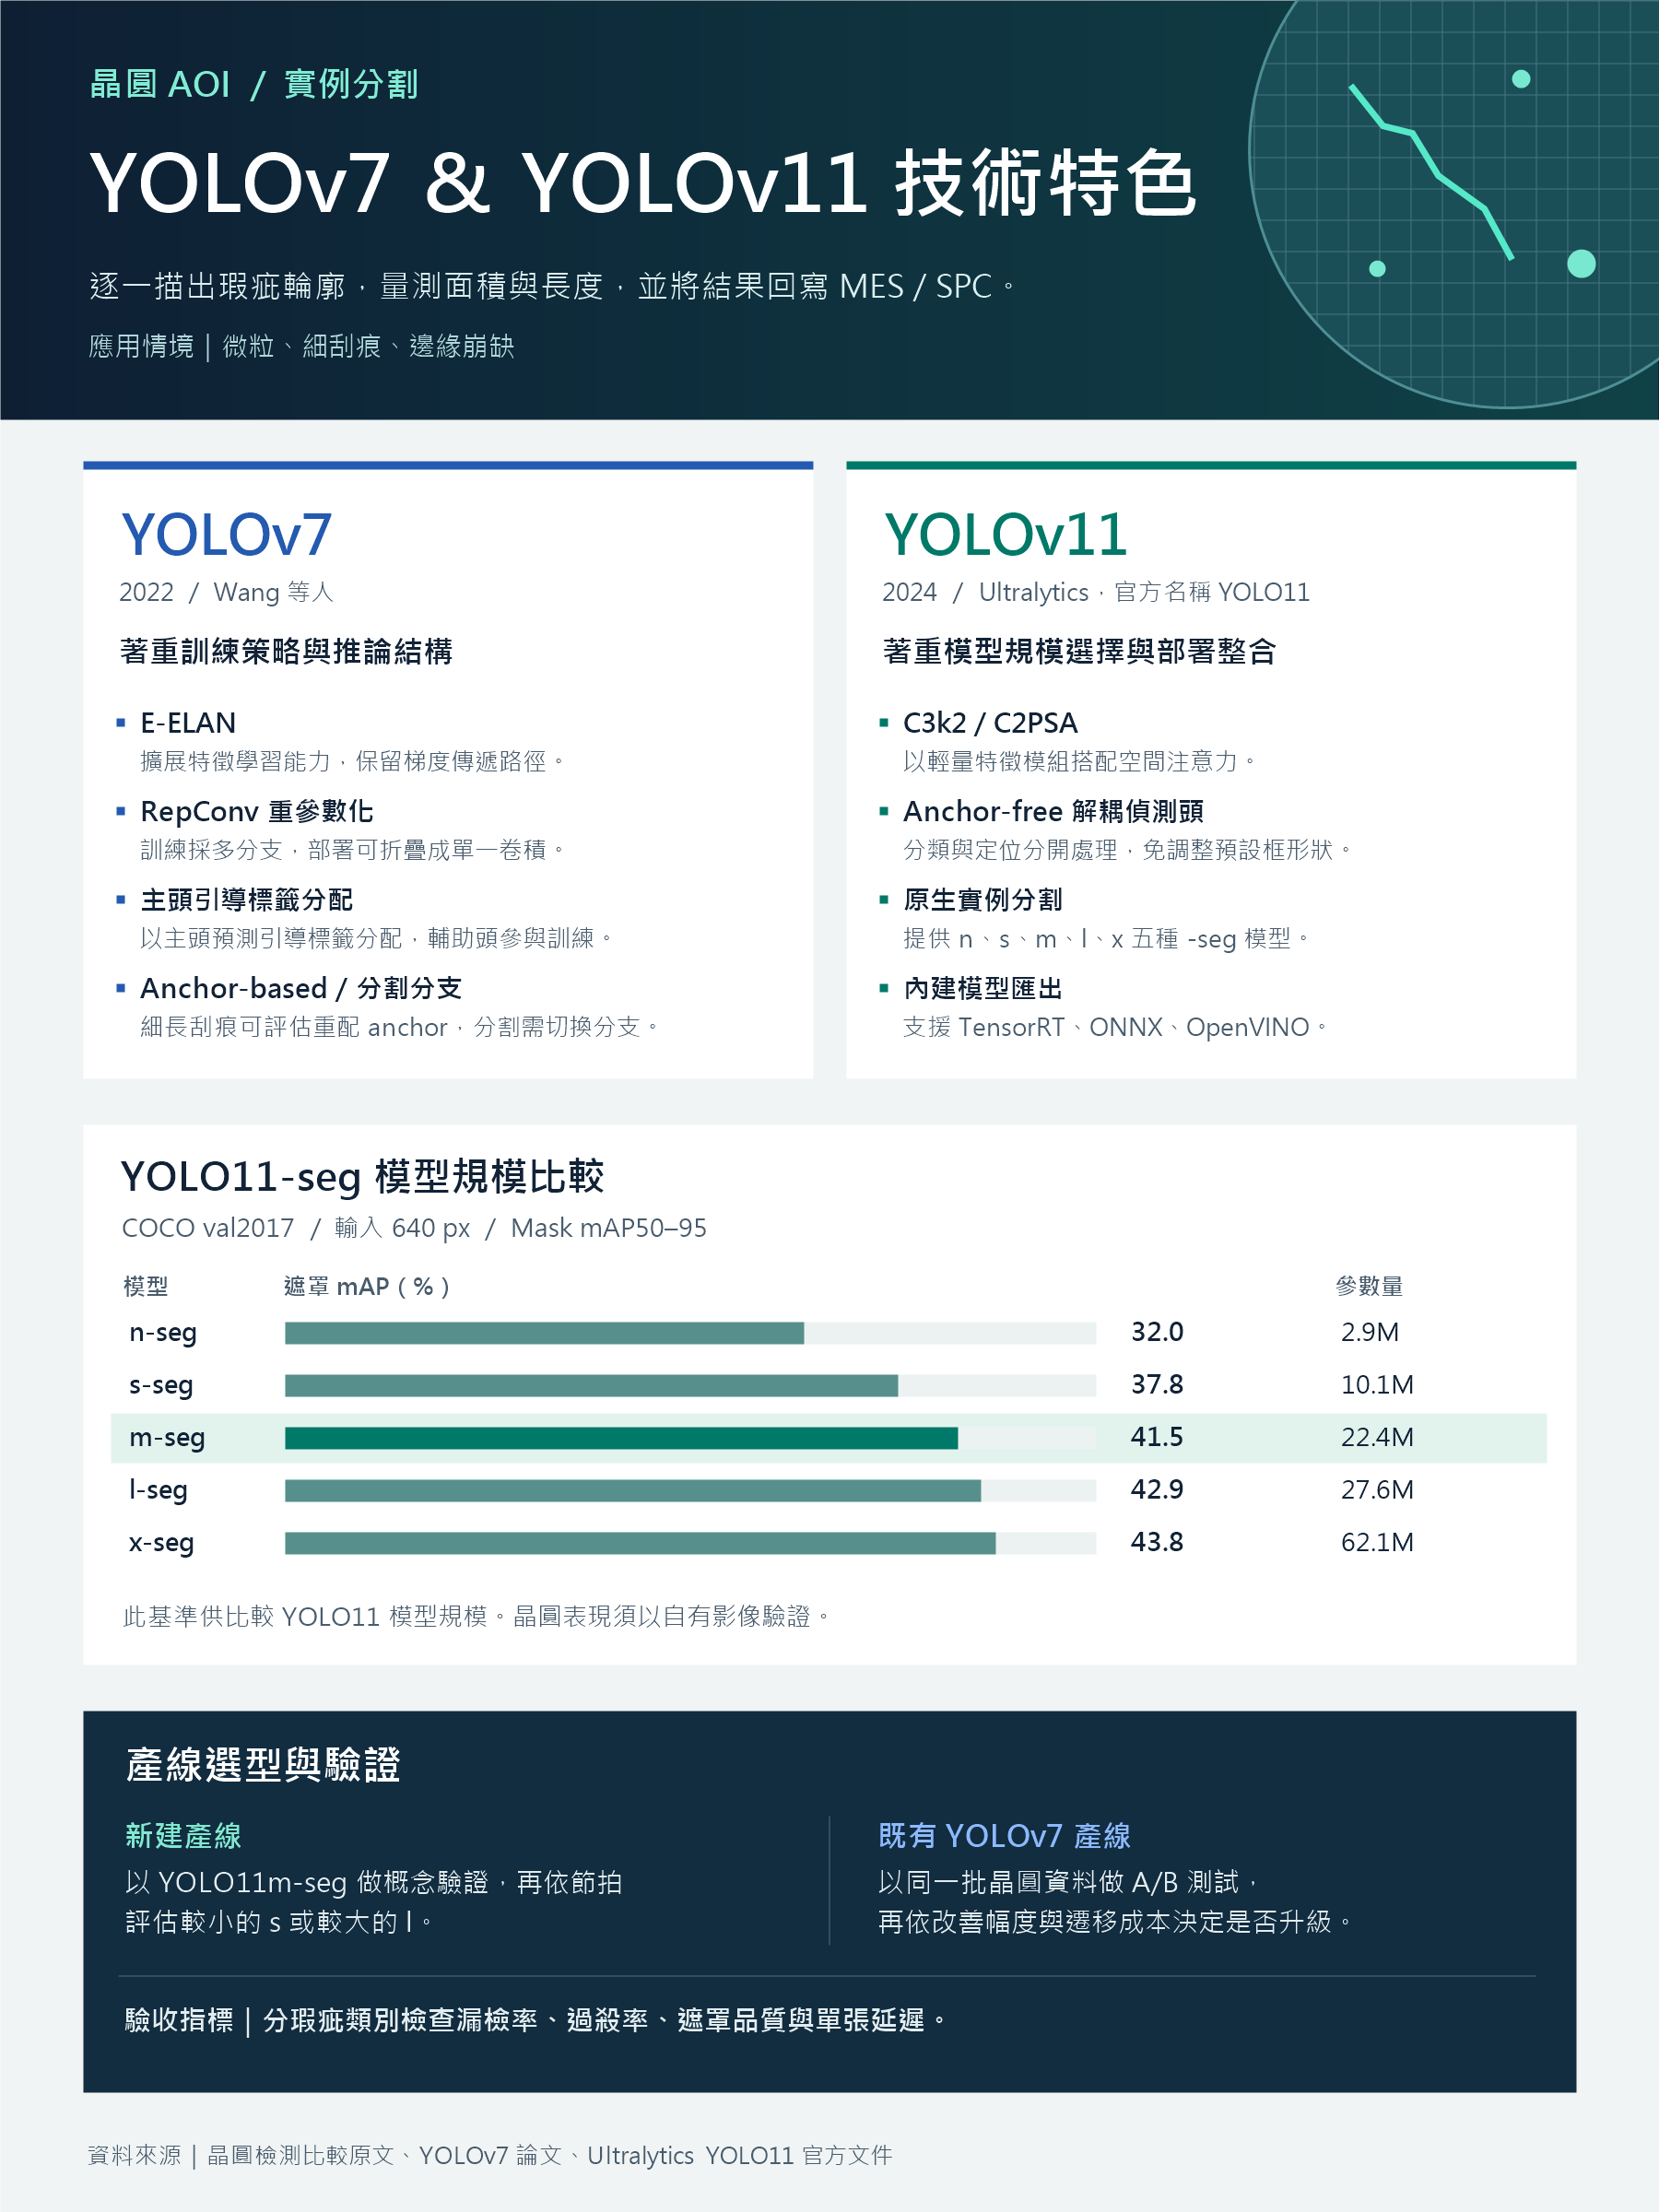 晶圓 AOI / 實例分割
YOLOv7 & YOLOv11 技術特色
逐一描出瑕疵輪廓，量測面積與長度，並將結果回寫 MES / SPC。
應用情境｜微粒、細刮痕、邊緣崩缺
YOLOv7
2022 / Wang 等人
著重訓練策略與推論結構
E-ELAN
擴展特徵學習能力，保留梯度傳遞路徑。
RepConv 重參數化
訓練採多分支，部署可折疊成單一卷積。
主頭引導標籤分配
以主頭預測引導標籤分配，輔助頭參與訓練。
Anchor-based / 分割分支
細長刮痕可評估重配 anchor，分割需切換分支。
YOLOv11
2024 / Ultralytics，官方名稱 YOLO11
著重模型規模選擇與部署整合
C3k2 / C2PSA
以輕量特徵模組搭配空間注意力。
Anchor-free 解耦偵測頭
分類與定位分開處理，免調整預設框形狀。
原生實例分割
提供 n、s、m、l、x 五種 -seg 模型。
內建模型匯出
支援 TensorRT、ONNX、OpenVINO。
YOLO11-seg 模型規模比較
COCO val2017 / 輸入 640 px / Mask mAP50–95
模型 遮罩 mAP（%） 參數量
n-seg 32.0 2.9M
s-seg 37.8 10.1M
m-seg 41.5 22.4M
l-seg 42.9 27.6M
x-seg 43.8 62.1M
此基準供比較 YOLO11 模型規模。晶圓表現須以自有影像驗證。
產線選型與驗證
新建產線
以 YOLO11m-seg 做概念驗證，再依節拍
評估較小的 s 或較大的 l。
既有 YOLOv7 產線
以同一批晶圓資料做 A/B 測試，
再依改善幅度與遷移成本決定是否升級。
驗收指標｜分瑕疵類別檢查漏檢率、過殺率、遮罩品質與單張延遲。
資料來源｜晶圓檢測比較原文、YOLOv7 論文、Ultralytics YOLO11 官方文件